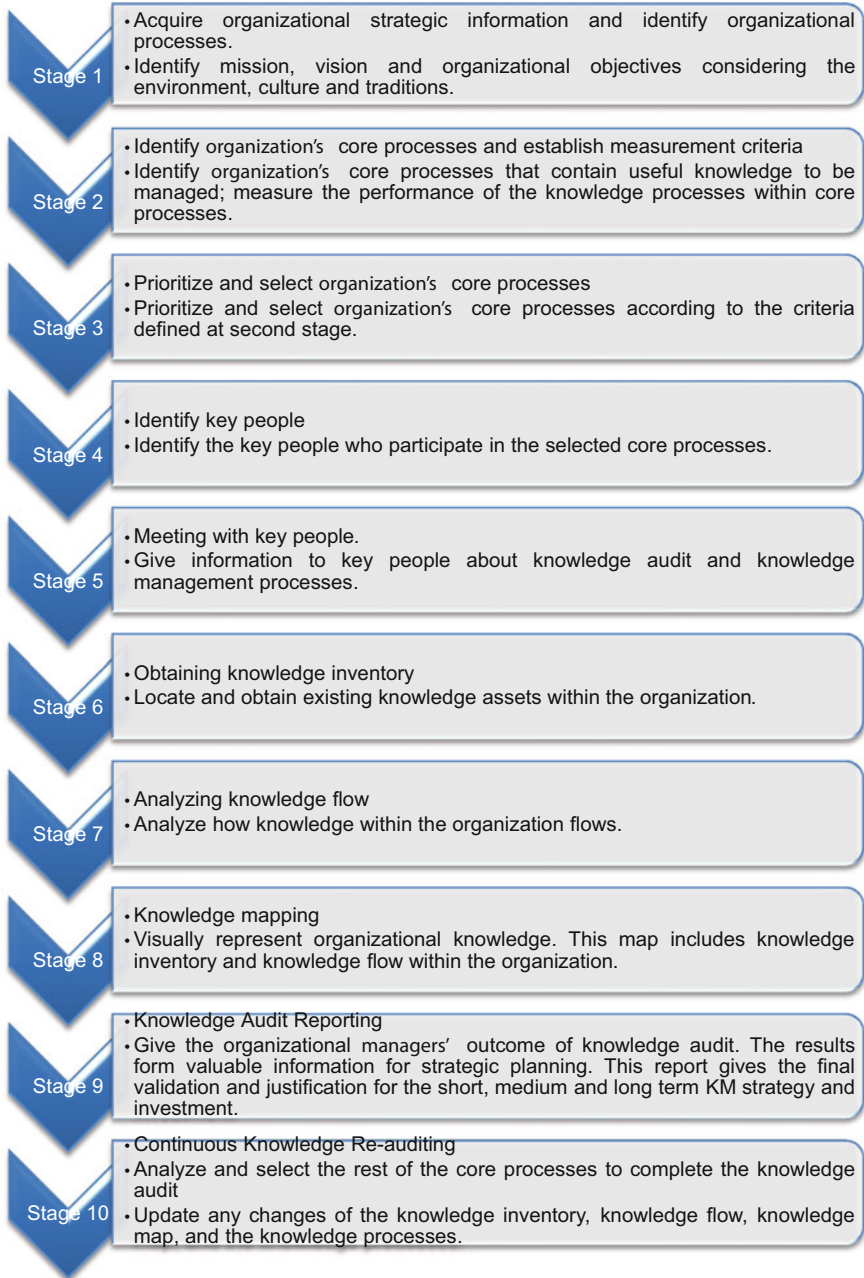 Stage 1
•Acquire organizational strategic information and identify organizational
processes.
•Identify mission, vision and organizational objectives considering the
environment, culture and traditions.
Stage 2
•Identify organization's core processes and establish measurement criteria
•Identify organization's core processes that contain useful knowledge to be
managed; measure the performance of the knowledge processes within core
processes.
Stage 3
•Prioritize and select organization's core processes
•Prioritize and select organization's core processes according to the criteria
defined at second stage.
Stage 4
•Identify key people
•Identify the key people who participate in the selected core processes.
Stage 5
•Meeting with key people.
•Give information to key people about knowledge audit and knowledge
management processes.
Stage 6
•Obtaining knowledge inventory
•Locate and obtain existing knowledge assets within the organization.
Stage 7
•Analyzing knowledge flow
•Analyze how knowledge within the organization flows.
Stage 8
•Knowledge mapping
•Visually represent organizational knowledge. This map includes knowledge
inventory and knowledge flow within the organization.
Stage 9
•Knowledge Audit Reporting
•Give the organizational managers' outcome of knowledge audit. The results
form valuable information for strategic planning. This report gives the final
validation and justification for the short, medium and long term KM strategy and
investment.
Stage 10
•Continuous Knowledge Re-auditing
•Analyze and select the rest of the core processes to complete the knowledge
audit
•Update any changes of the knowledge inventory, knowledge flow, knowledge
map, and the knowledge processes.